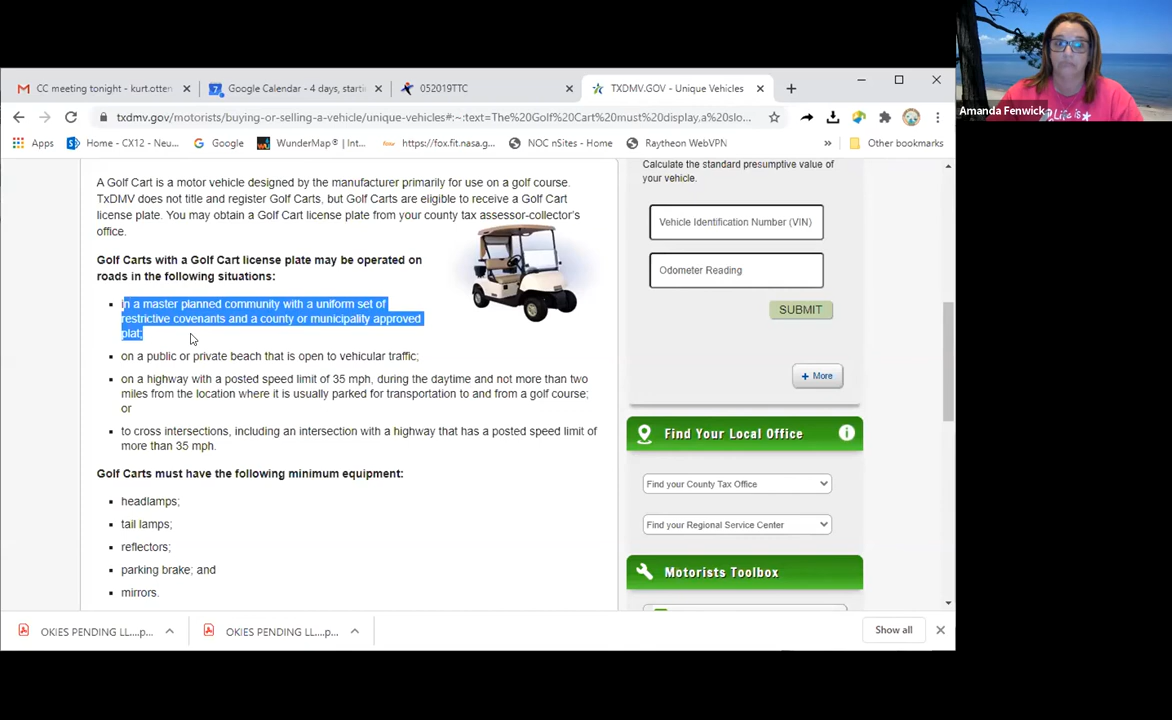 CC meeting tonight - kurt.otten
Google Calendar - 4 days, starti
052019TTC
TXDMV.GOV - Unique Vehicles
txdmv.gov/motorists/buying-or-selling-a-vehicle/unique-vehicles#:~:text=The%20Golf%20Cart%20must%20display,a%20slo...
Apps
Home - CX12 - Neu...
Google
WunderMap® | Int...
https://fox.fit.nasa.g...
NOC nSites - Home
Raytheon WebVPN
»
Other bookmarks
Amanda Fenwick
A Golf Cart is a motor vehicle designed by the manufacturer primarily for use on a golf course.
TxDMV does not title and register Golf Carts, but Golf Carts are eligible to receive a Golf Cart
license plate. You may obtain a Golf Cart license plate from your county tax assessor-collector's
office.
Golf Carts with a Golf Cart license plate may be operated on
roads in the following situations:
in a master planned community with a uniform set of
restrictive covenants and a county or municipality approved
plat;
on a public or private beach that is open to vehicular traffic;
on a highway with a posted speed limit of 35 mph, during the daytime and not more than two
miles from the location where it is usually parked for transportation to and from a golf course;
or
to cross intersections, including an intersection with a highway that has a posted speed limit of
more than 35 mph.
Golf Carts must have the following minimum equipment:
headlamps;
tail lamps;
reflectors;
parking brake; and
mirrors.
Calculate the standard presumptive value of
your vehicle.
Vehicle Identification Number (VIN)
Odometer Reading
SUBMIT
+ More
Find Your Local Office
Find your County Tax Office
Find your Regional Service Center
Motorists Toolbox
OKIES PENDING LL....p...
OKIES PENDING LL....p...
Show all